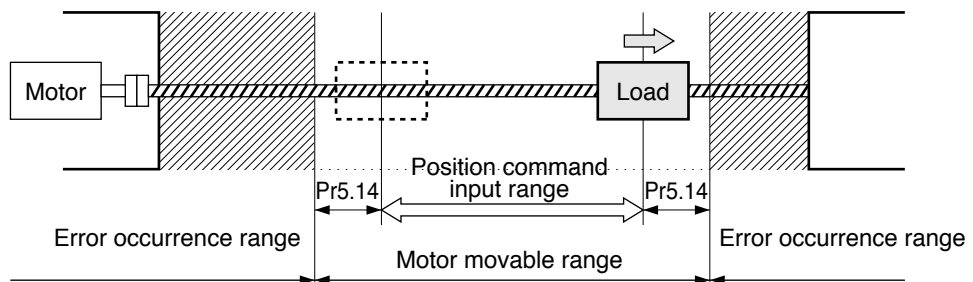 Motor
Load
Position command
input range
Pr5.14
Pr5.14
Error occurrence range
Error occurrence range
Motor movable range